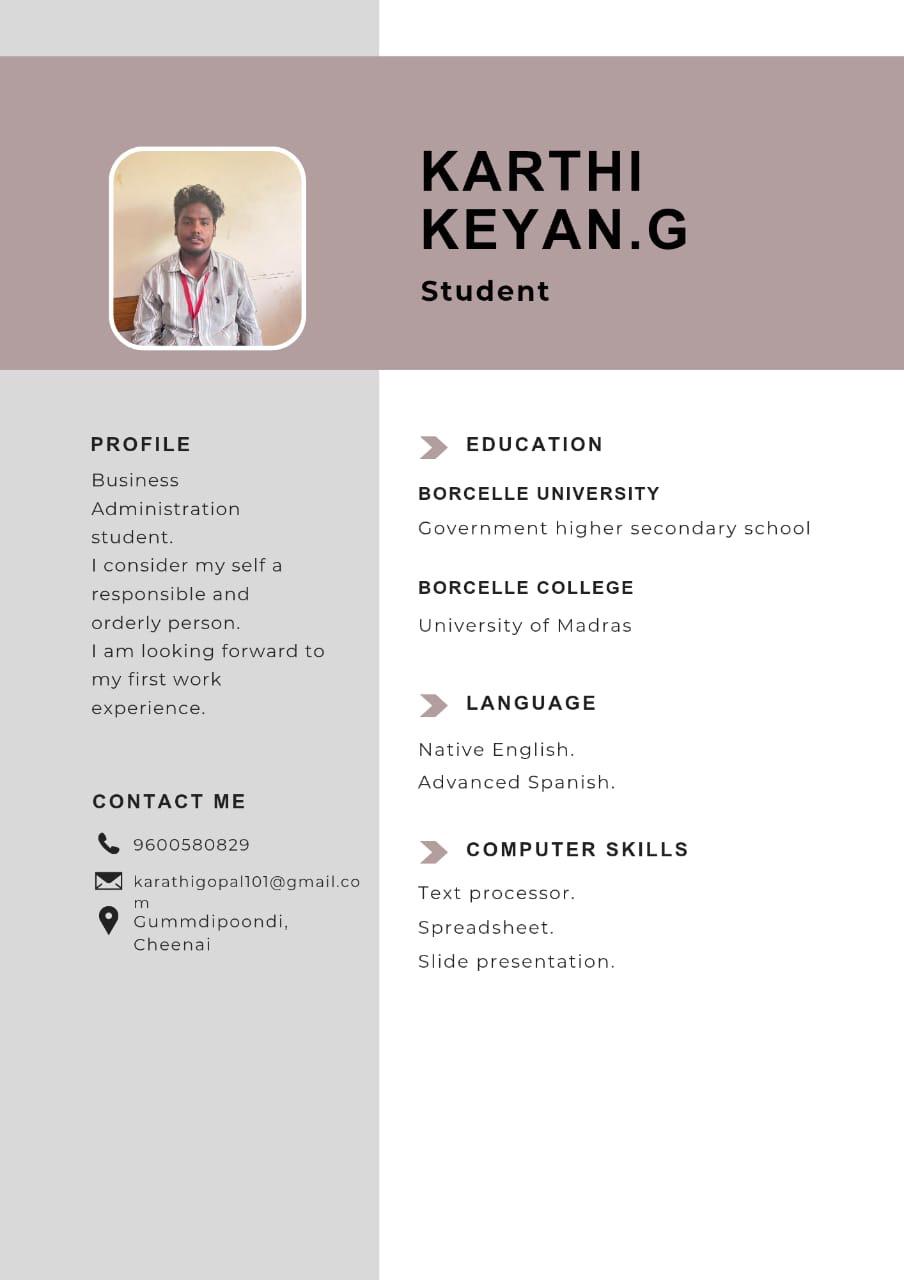 KARTHI
KEYAN.G
Student
PROFILE
Business
Administration
student.
I consider my self a
responsible and
orderly person.
I am looking forward to
my first work
experience.
CONTACT ME
9600580829
karathigopal101@gmail.co
m
Gummdipoondi,
Cheenai
EDUCATION
BORCELLE UNIVERSITY
Government higher secondary school
BORCELLE COLLEGE
University of Madras
LANGUAGE
Native English.
Advanced Spanish.
COMPUTER SKILLS
Text processor.
Spreadsheet.
Slide presentation.